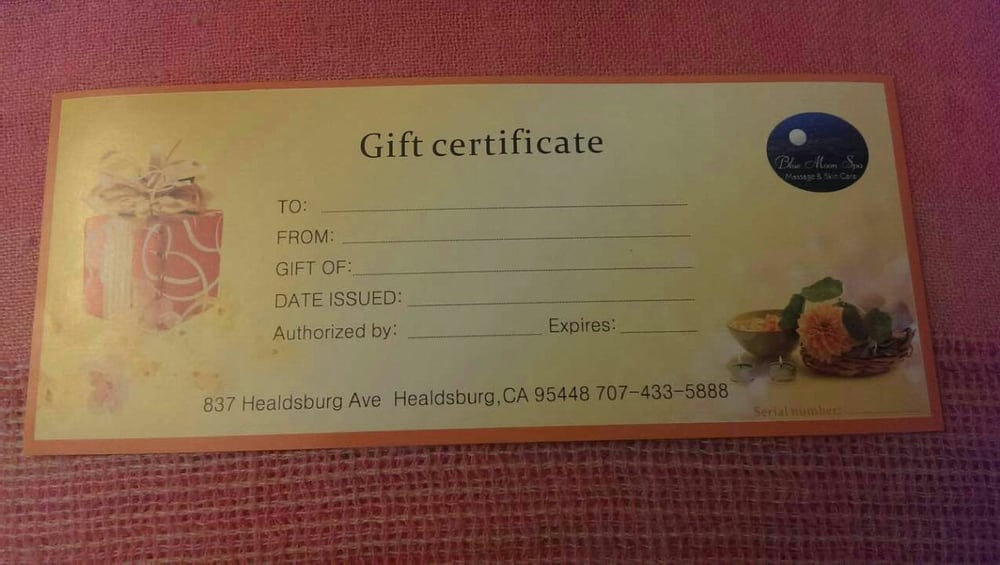 Gift certificate
Blue Moon Spa
Massage & Skin Care
TO:
FROM:
GIFT OF:
DATE ISSUED:
Authorized by: Expires:
837 Healdsburg Ave Healdsburg,CA 95448 707-433-5888
Serial number: